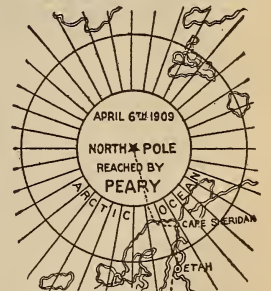 APRIL 6TH 1909
NORTH POLE
REACHED BY
PEARY
ARCTIC OCEAN
CAPE SHERIDAN
ETAH